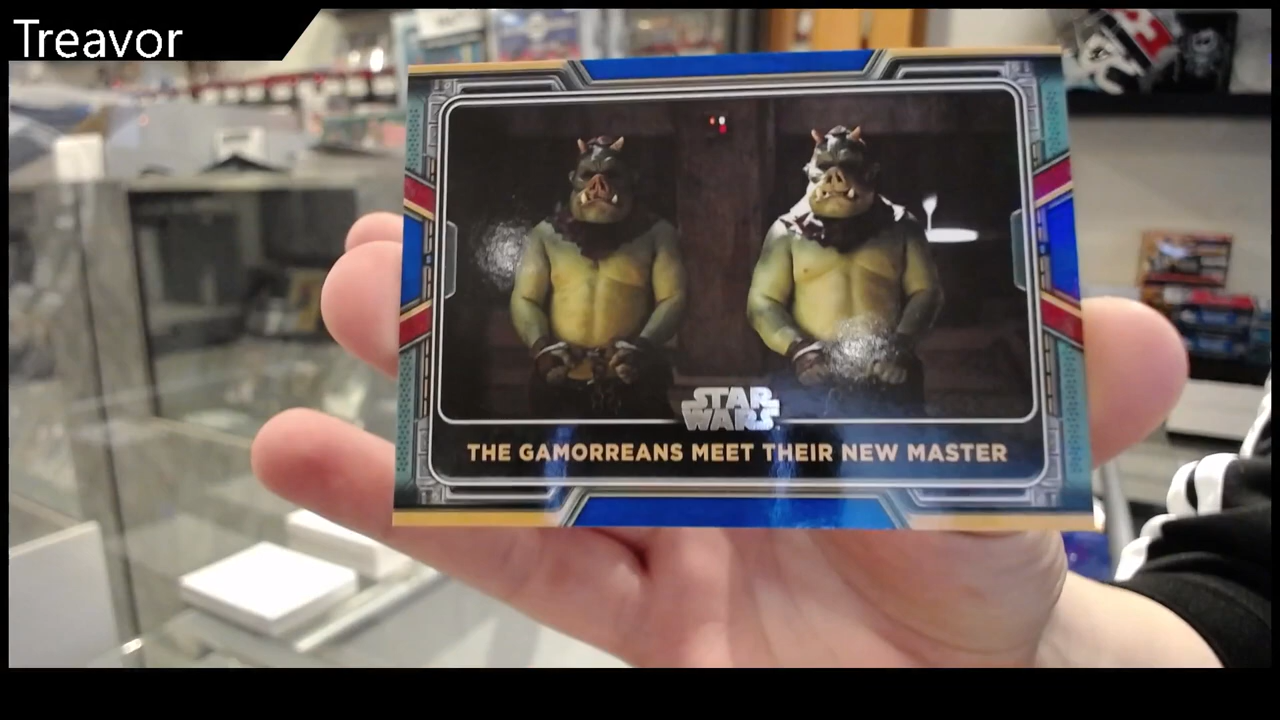 Treavor
STAR
WARS
THE GAMORREANS MEET THEIR NEW MASTER